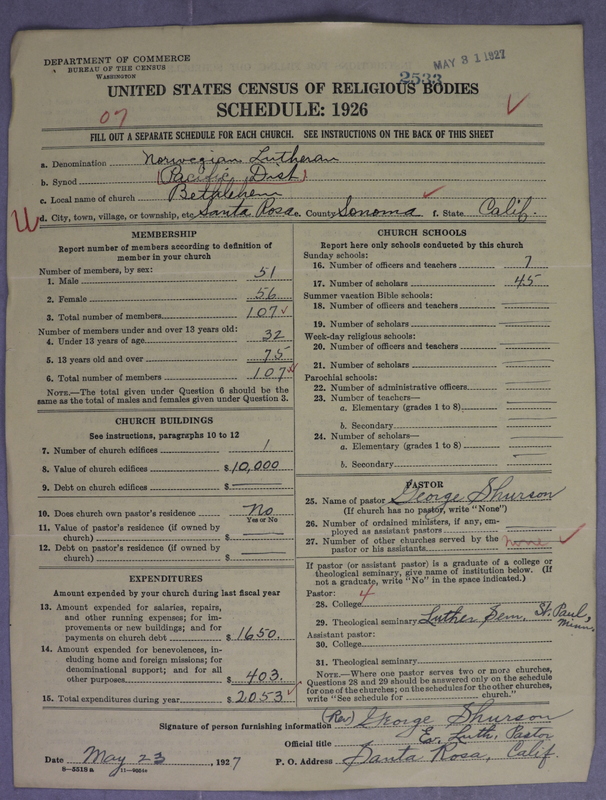 DEPARTMENT OF COMMERCE
BUREAU OF THE CENSUS
WASHINGTON
MAY 31 1927
2533
UNITED STATES CENSUS OF RELIGIOUS BODIES
SCHEDULE: 1926
07
FILL OUT A SEPARATE SCHEDULE FOR EACH CHURCH. SEE INSTRUCTIONS ON THE BACK OF THIS SHEET
a. Denomination Norwegian Lutheran
b. Synod (Pacific Dist)
c. Local name of church Bethlehem
d. City, town, village, or township, etc Santa Rosa e. County Sonoma f. State Calif.
MEMBERSHIP
Report number of members according to definition of
member in your church
Number of members, by sex:
1. Male 51
2. Female 56
3. Total number of members 107
Number of members under and over 13 years old:
4. Under 13 years of age 32
5. 13 years old and over 75
6. Total number of members 107
NOTE.—The total given under Question 6 should be the
same as the total of males and females given under Question 3.
CHURCH BUILDINGS
See instructions, paragraphs 10 to 12
7. Number of church edifices 1
8. Value of church edifices $10,000
9. Debt on church edifices $
10. Does church own pastor's residence No
Yes or No
11. Value of pastor's residence (if owned by
church) $
12. Debt on pastor's residence (if owned by
church) $
EXPENDITURES
Amount expended by your church during last fiscal year
13. Amount expended for salaries, repairs,
and other running expenses; for im-
provements or new buildings; and for
payments on church debt $1650.
14. Amount expended for benevolences, in-
cluding home and foreign missions; for
denominational support; and for all
other purposes $403.
15. Total expenditures during year $2053
CHURCH SCHOOLS
Report here only schools conducted by this church
Sunday schools:
16. Number of officers and teachers 7
17. Number of scholars 45
Summer vacation Bible schools:
18. Number of officers and teachers
19. Number of scholars
Week-day religious schools:
20. Number of officers and teachers
21. Number of scholars
Parochial schools:
22. Number of administrative officers
23. Number of teachers—
a. Elementary (grades 1 to 8)
b. Secondary
24. Number of scholars—
a. Elementary (grades 1 to 8)
b. Secondary
PASTOR
25. Name of pastor George Shurson
(If church has no pastor, write "None")
26. Number of ordained ministers, if any, em-
ployed as assistant pastors
27. Number of other churches served by the
pastor or his assistants none
If pastor (or assistant pastor) is a graduate of a college or
theological seminary, give name of institution below. (If
not a graduate, write "No" in the space indicated.)
Pastor: 4
28. College
29. Theological seminary Luther Sem. St. Paul, Minn.
Assistant pastor:
30. College
31. Theological seminary
NOTE.—Where one pastor serves two or more churches,
Questions 28 and 29 should be answered only on the schedule
for one of the churches; on the schedules for the other churches,
write "See schedule for church."
Signature of person furnishing information (Rev) George Shurson
Official title Ev. Luth. Pastor
Date May 23, 1927 P. O. Address Santa Rosa, Calif.
8—5518a